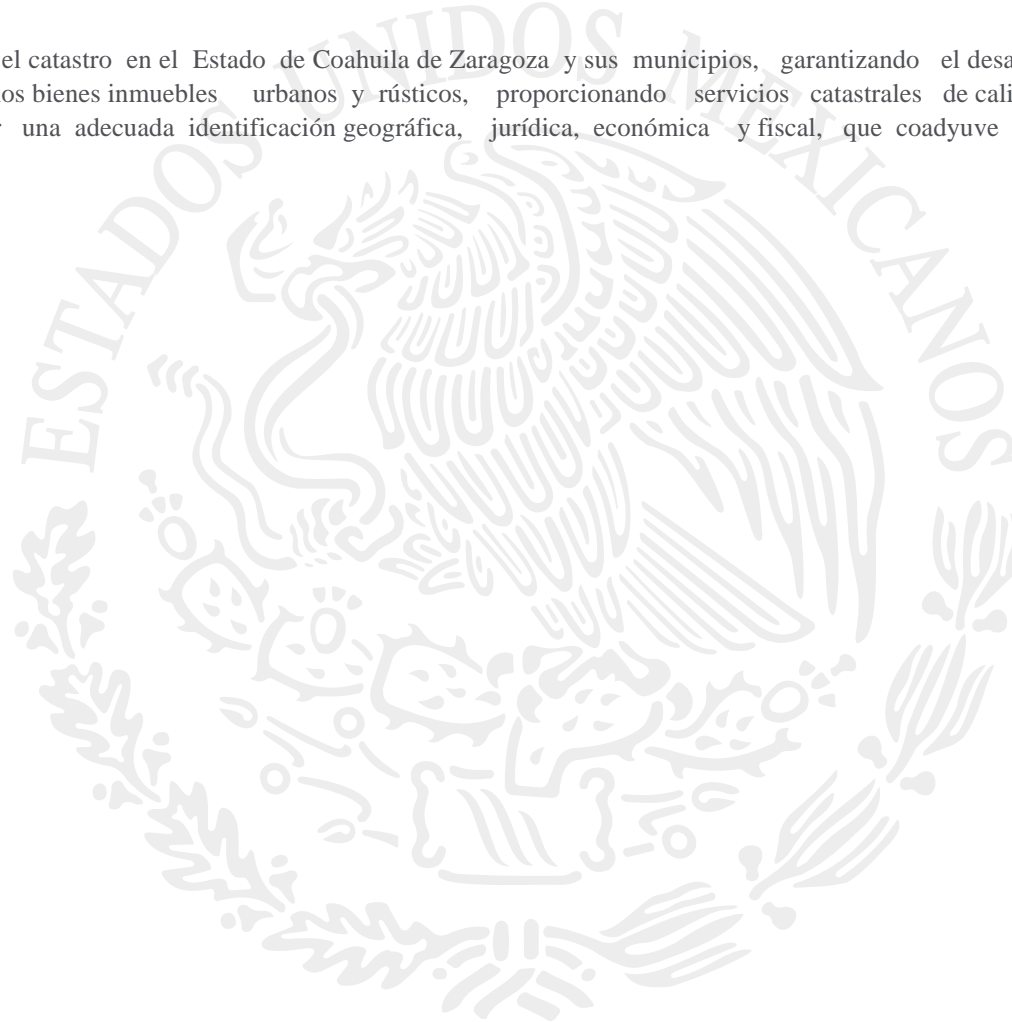 el catastro en el Estado de Coahuila de Zaragoza y sus municipios, garantizando el desa
os bienes inmuebles urbanos y rústicos, proporcionando servicios catastrales de cali
una adecuada identificación geográfica, jurídica, económica y fiscal, que coadyuve
ESTADOS UNIDOS MEXICANOS